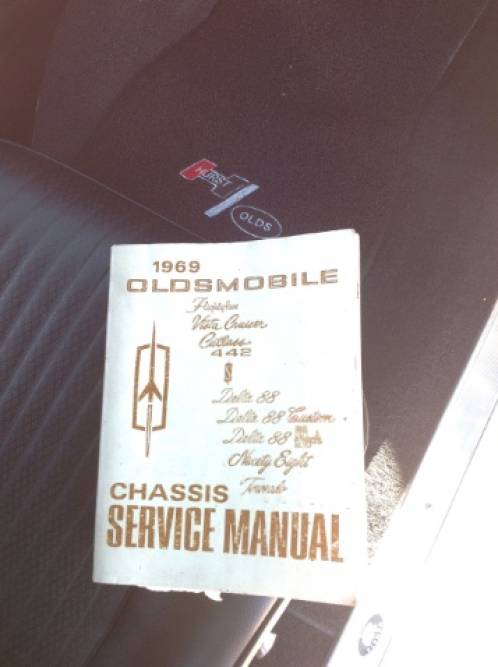 HURST
OLDS
1969
OLDSMOBILE
Vista Cruiser
Cutlass
442
Delta 88
Delta 88 Custom
Delta 88 Royale
Ninety Eight
Toronado
CHASSIS
SERVICE MANUAL